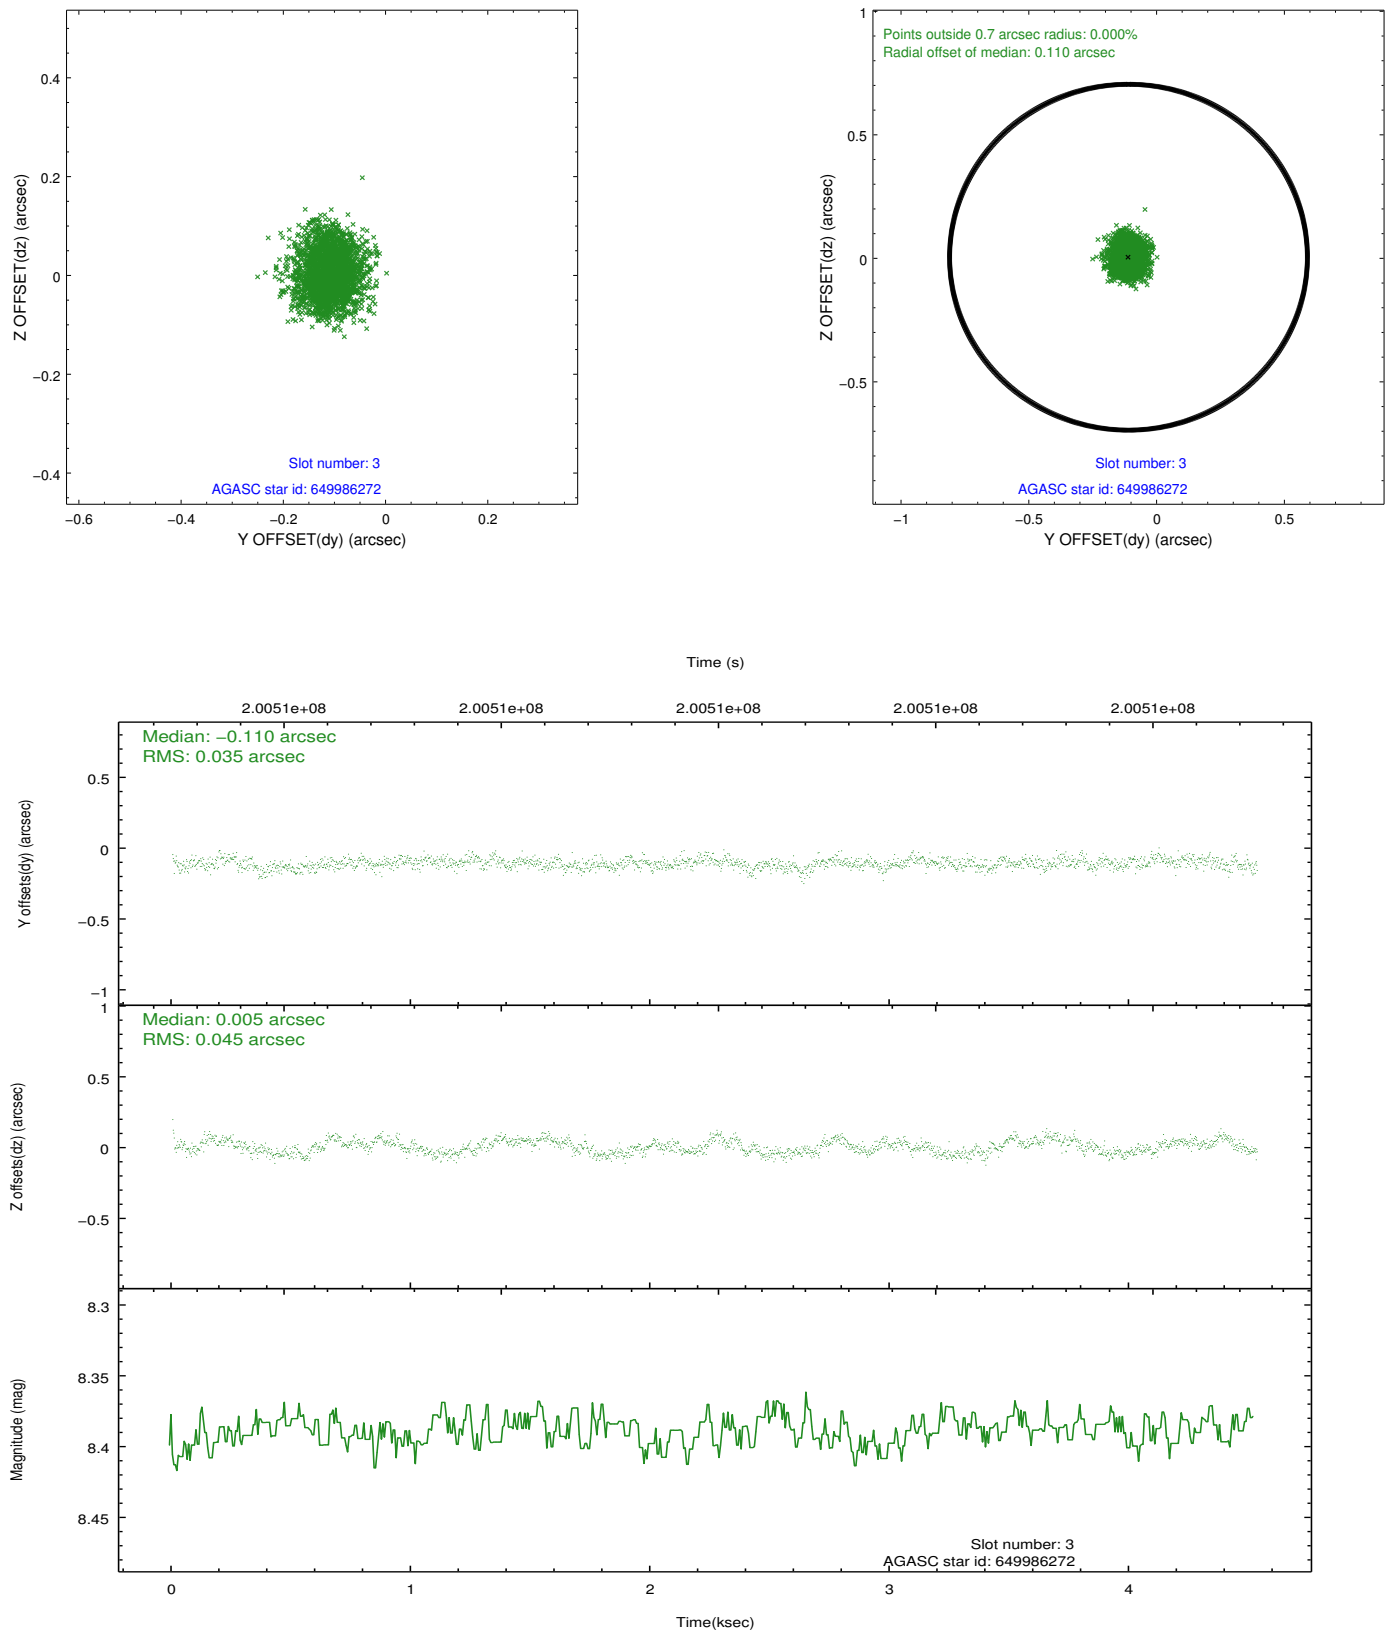 0.4
0.2
0
−0.2
−0.4
Z OFFSET(dz) (arcsec)
Slot number: 3
AGASC star id: 649986272
−0.6 −0.4 −0.2 0 0.2
Y OFFSET(dy) (arcsec)
Points outside 0.7 arcsec radius: 0.000%
Radial offset of median: 0.110 arcsec
1
0.5
0
−0.5
Z OFFSET(dz) (arcsec)
Slot number: 3
AGASC star id: 649986272
−1 −0.5 0 0.5
Y OFFSET(dy) (arcsec)
Time (s)
2.0051e+08 2.0051e+08 2.0051e+08 2.0051e+08 2.0051e+08
Median: −0.110 arcsec
RMS: 0.035 arcsec
0.5
0
−0.5
−1
Y offsets(dy) (arcsec)
Median: 0.005 arcsec
RMS: 0.045 arcsec
1
0.5
0
−0.5
Z offsets(dz) (arcsec)
8.3
8.35
8.4
8.45
Magnitude (mag)
Slot number: 3
AGASC star id: 649986272
0 1 2 3 4
Time(ksec)